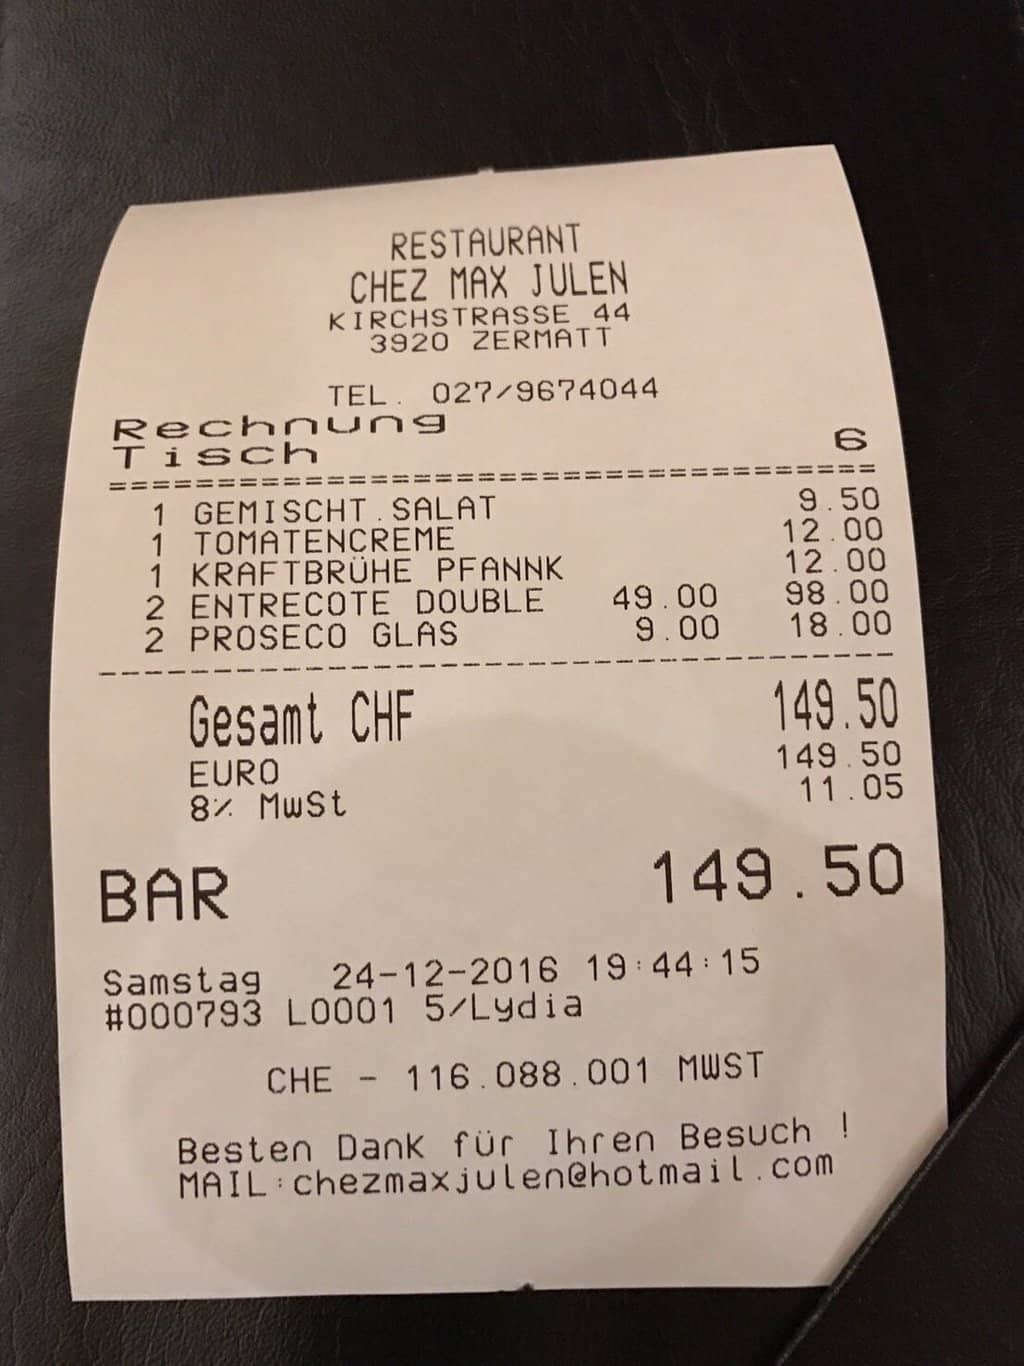 RESTAURANT
CHEZ MAX JULEN
KIRCHSTRASSE 44
3920 ZERMATT
TEL. 027/9674044
Rechnung
Tisch 6
=====================================
1 GEMISCHT.SALAT 9.50
1 TOMATENCREME 12.00
1 KRAFTBRÜHE PFANNK 12.00
2 ENTRECOTE DOUBLE 49.00 98.00
2 PROSECO GLAS 9.00 18.00
-------------------------------------
Gesamt CHF 149.50
EURO 149.50
8% MwSt 11.05
BAR 149.50
Samstag 24-12-2016 19:44:15
#000793 L0001 5/Lydia
CHE - 116.088.001 MWST
Besten Dank für Ihren Besuch !
MAIL:chezmaxjulen@hotmail.com